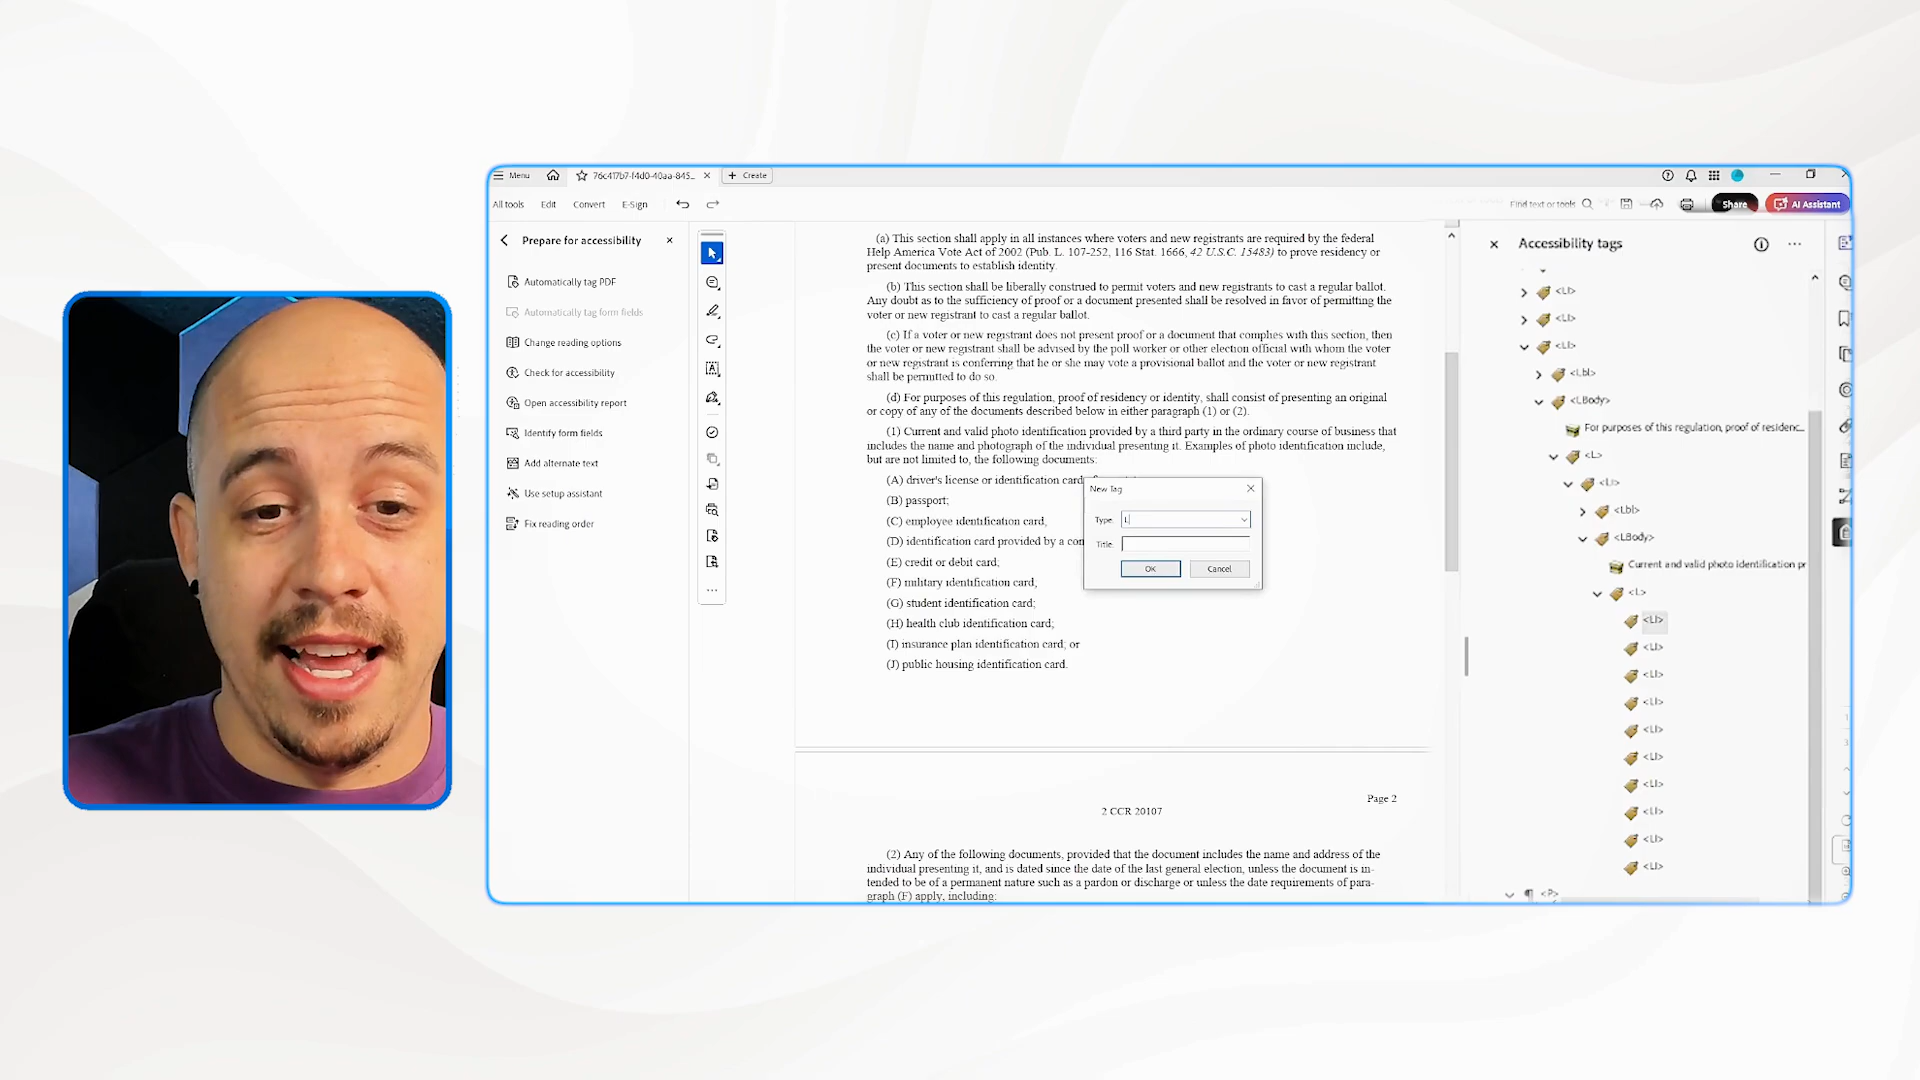 Menu
76c417b7-f4d0-40aa-845...
Create
All tools
Edit
Convert
E-Sign
Find text or tools
Share
AI Assistant
Prepare for accessibility
Automatically tag PDF
Automatically tag form fields
Change reading options
Check for accessibility
Open accessibility report
Identify form fields
Add alternate text
Use setup assistant
Fix reading order
(a) This section shall apply in all instances where voters and new registrants are required by the federal
Help America Vote Act of 2002 (Pub. L. 107-252, 116 Stat. 1666, 42 U.S.C. 15483) to prove residency or
present documents to establish identity.
(b) This section shall be liberally construed to permit voters and new registrants to cast a regular ballot.
Any doubt as to the sufficiency of proof or a document presented shall be resolved in favor of permitting the
voter or new registrant to cast a regular ballot.
(c) If a voter or new registrant does not present proof or a document that complies with this section, then
the voter or new registrant shall be advised by the poll worker or other election official with whom the voter
or new registrant is conferring that he or she may vote a provisional ballot and the voter or new registrant
shall be permitted to do so.
(d) For purposes of this regulation, proof of residency or identity, shall consist of presenting an original
or copy of any of the documents described below in either paragraph (1) or (2).
(1) Current and valid photo identification provided by a third party in the ordinary course of business that
includes the name and photograph of the individual presenting it. Examples of photo identification include,
but are not limited to, the following documents:
(A) driver's license or identification card
(B) passport;
(C) employee identification card,
(D) identification card provided by a
(E) credit or debit card;
(F) military identification card;
(G) student identification card;
(H) health club identification card;
(I) insurance plan identification card; or
(J) public housing identification card.
New Tag
Type: L
Title:
OK
Cancel
Page 2
2 CCR 20107
(2) Any of the following documents, provided that the document includes the name and address of the
individual presenting it, and is dated since the date of the last general election, unless the document is in-
tended to be of a permanent nature such as a pardon or discharge or unless the date requirements of para-
graph (F) apply, including:
Accessibility tags
<LI>
<LI>
<LI>
<Lbl>
<LBody>
For purposes of this regulation, proof of residenc...
<L>
<LI>
<Lbl>
<LBody>
Current and valid photo identification pr
<L>
<LI>
<LI>
<LI>
<LI>
<LI>
<LI>
<LI>
<LI>
<LI>
<LI>
<P>